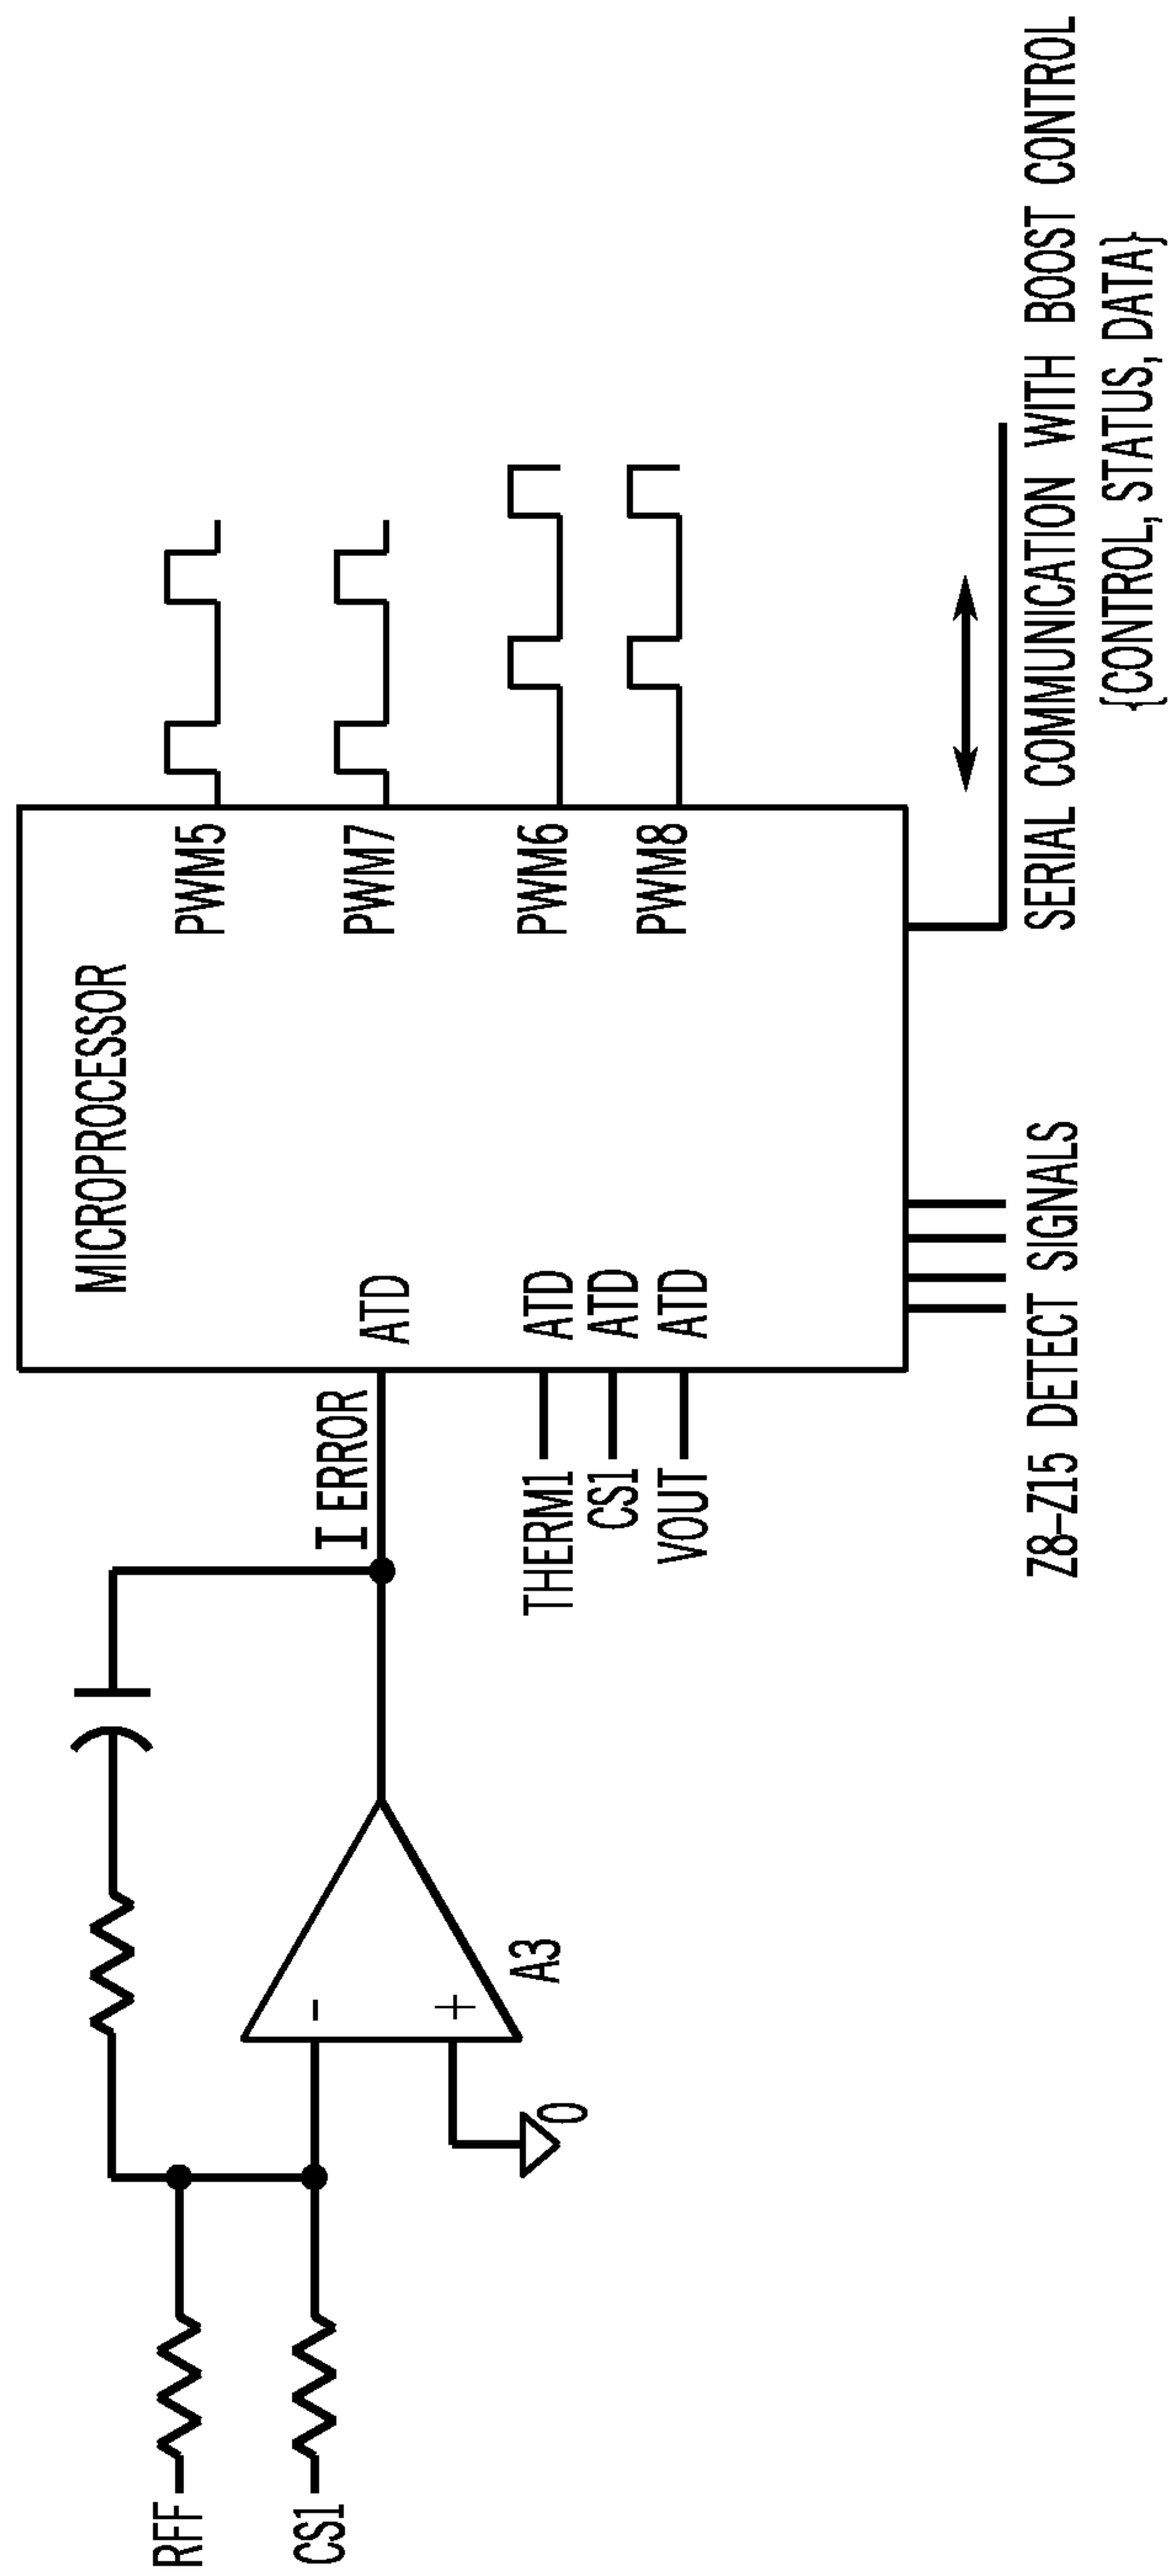 MICROPROCESSOR
RFF
CS1
-
+
A3
0
I ERROR
ATD
THERM1
ATD
CS1
ATD
VOUT
ATD
PWM5
PWM7
PWM6
PWM8
Z8-Z15 DETECT SIGNALS
SERIAL COMMUNICATION WITH BOOST CONTROL
{CONTROL, STATUS, DATA}